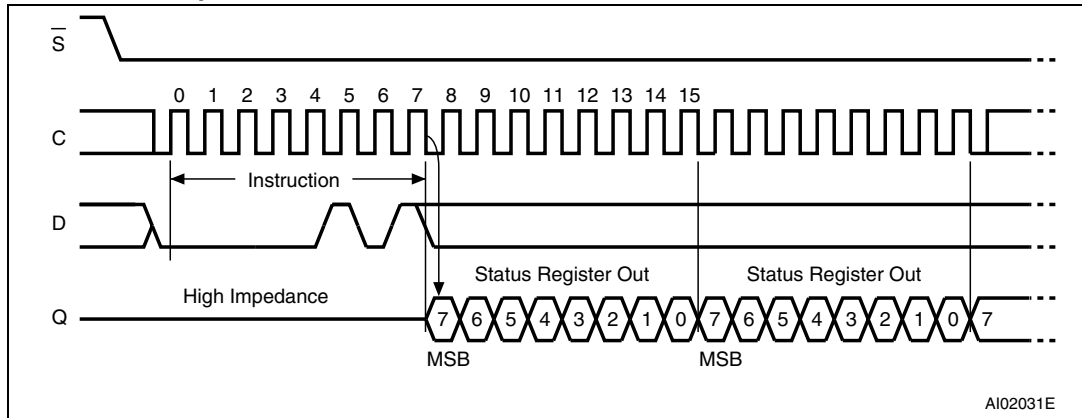 S
0 1 2 3 4 5 6 7 8 9 10 11 12 13 14 15
C
Instruction
D
Status Register Out Status Register Out
High Impedance
Q 7 6 5 4 3 2 1 0 7 6 5 4 3 2 1 0 7
MSB MSB
AI02031E